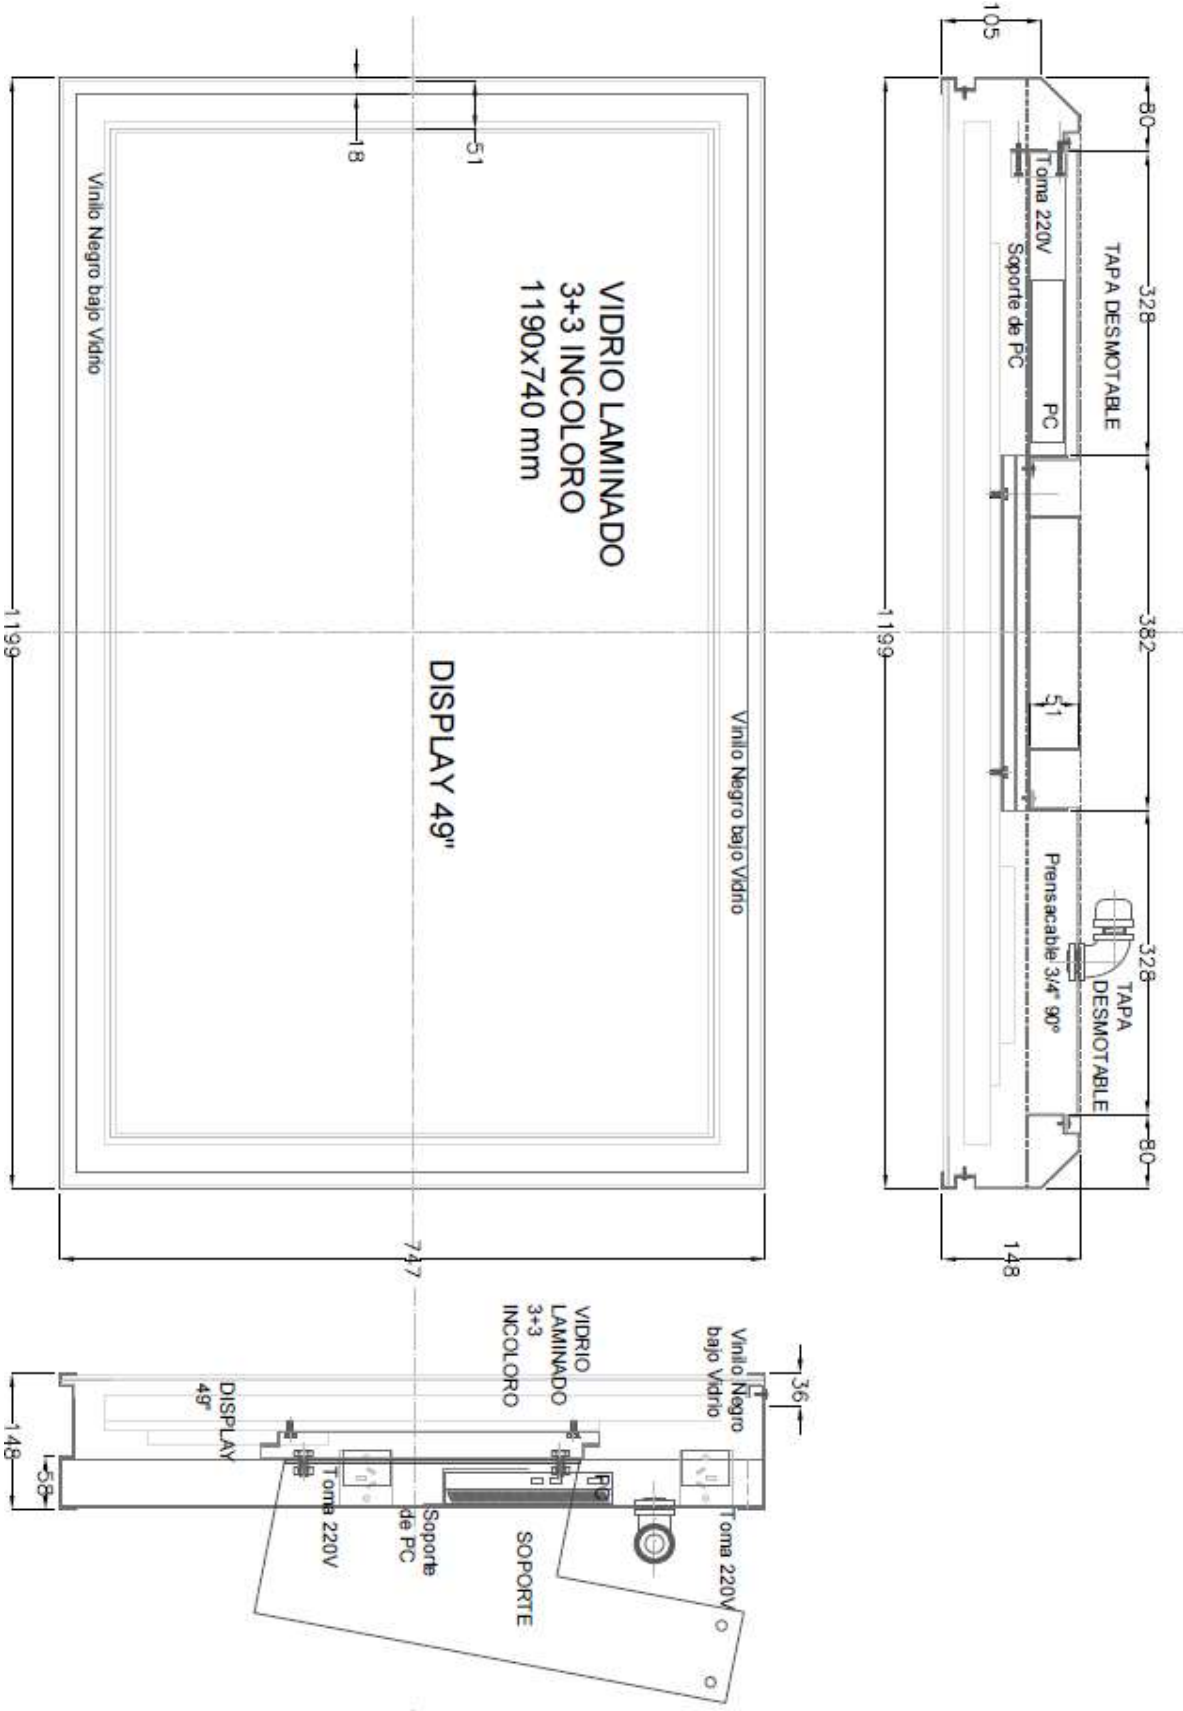 80
328
382
328
80
TAPA DESMOTABLE
TAPA
DESMOTABLE
Toma 220V
PC
51
Prensacable 3/4" 90º
Soporte de PC
105
148
1199
Vinilo Negro bajo Vidrio
VIDRIO LAMINADO
3+3 INCOLORO
1190x740 mm
DISPLAY 49"
51
18
Vinilo Negro bajo Vidrio
1199
747
36
Vinilo Negro
bajo Vidrio
Toma 220V
VIDRIO
LAMINADO
3+3
INCOLORO
PC
SOPORTE
Soporte
de PC
Toma 220V
DISPLAY
49"
58
148